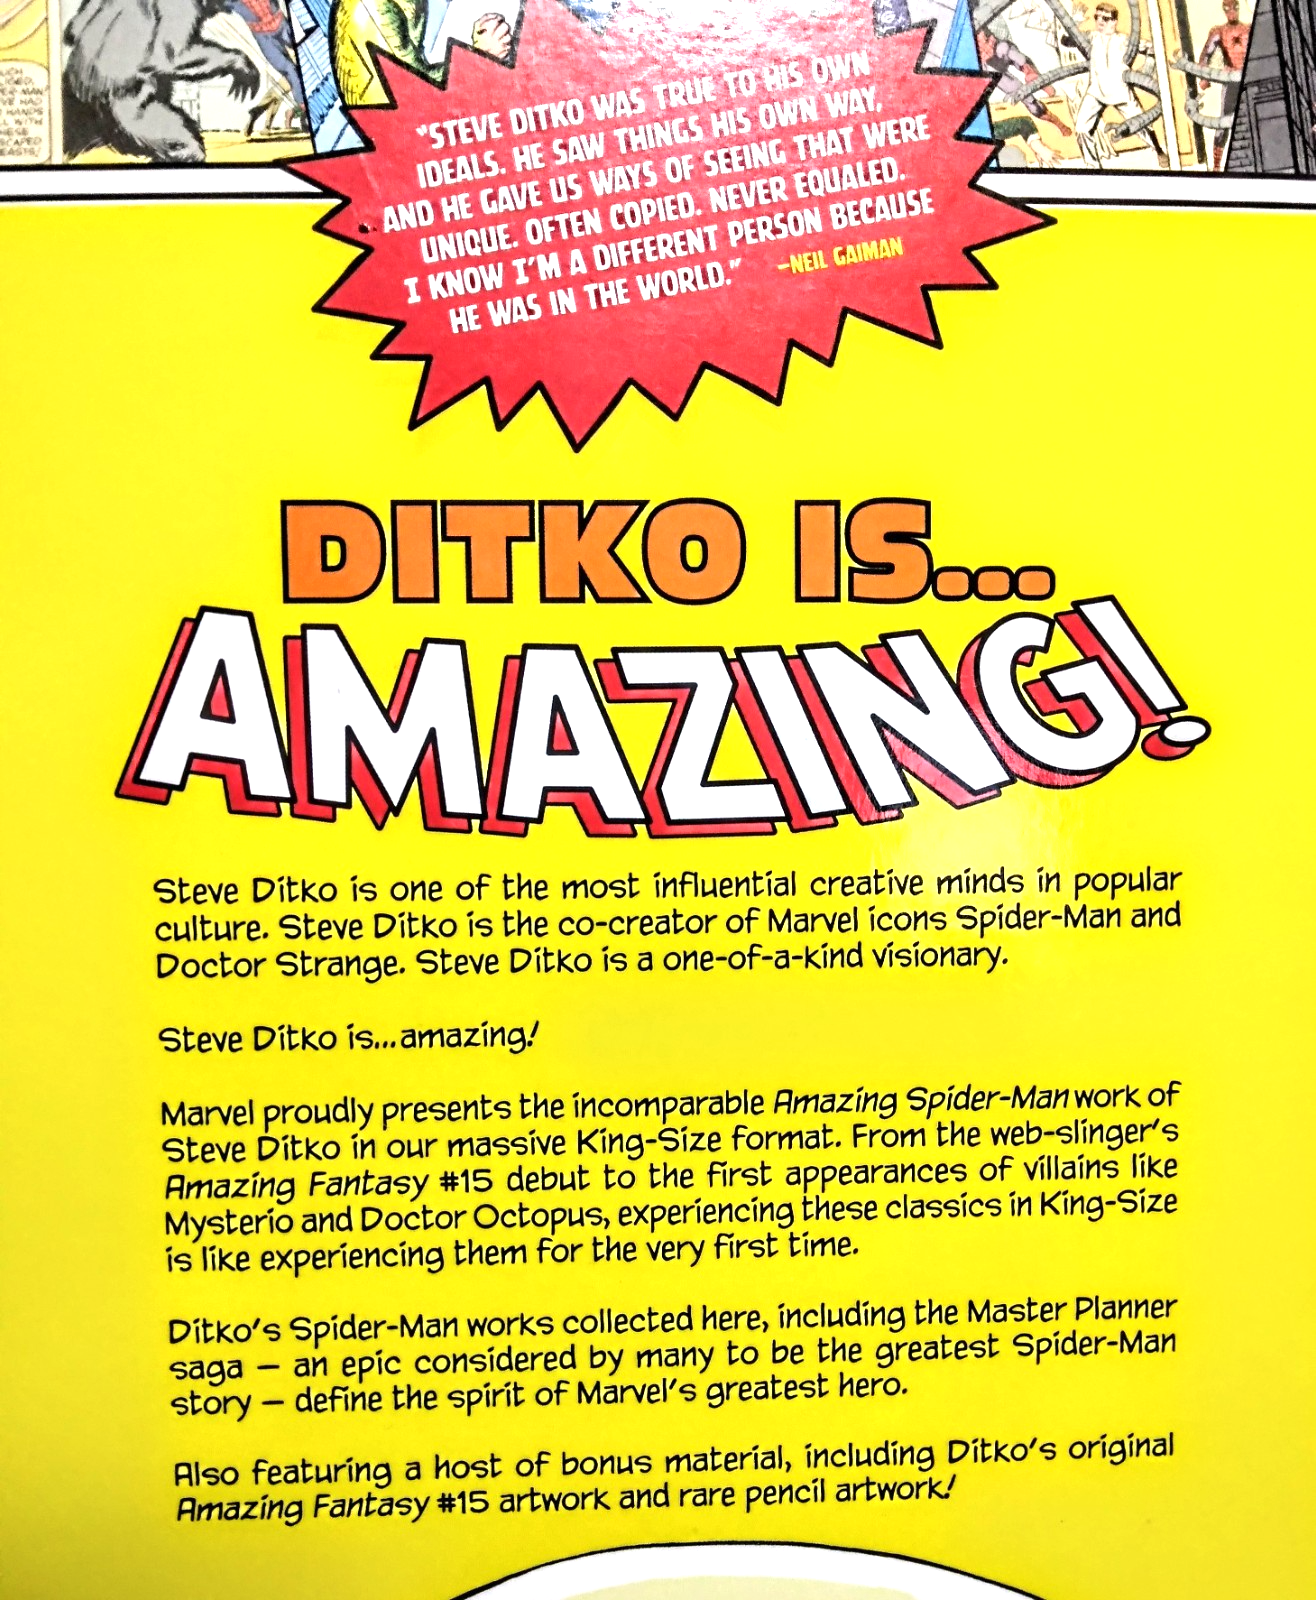 "STEVE DITKO WAS TRUE TO HIS OWN
IDEALS. HE SAW THINGS HIS OWN WAY,
AND HE GAVE US WAYS OF SEEING THAT WERE
UNIQUE. OFTEN COPIED. NEVER EQUALED.
I KNOW I'M A DIFFERENT PERSON BECAUSE
HE WAS IN THE WORLD." –NEIL GAIMAN
DITKO IS...
AMAZING!
Steve Ditko is one of the most influential creative minds in popular
culture. Steve Ditko is the co-creator of Marvel icons Spider-Man and
Doctor Strange. Steve Ditko is a one-of-a-kind visionary.
Steve Ditko is...amazing!
Marvel proudly presents the incomparable Amazing Spider-Man work of
Steve Ditko in our massive King-Size format. From the web-slinger's
Amazing Fantasy #15 debut to the first appearances of villains like
Mysterio and Doctor Octopus, experiencing these classics in King-Size
is like experiencing them for the very first time.
Ditko's Spider-Man works collected here, including the Master Planner
saga – an epic considered by many to be the greatest Spider-Man
story – define the spirit of Marvel's greatest hero.
Also featuring a host of bonus material, including Ditko's original
Amazing Fantasy #15 artwork and rare pencil artwork!